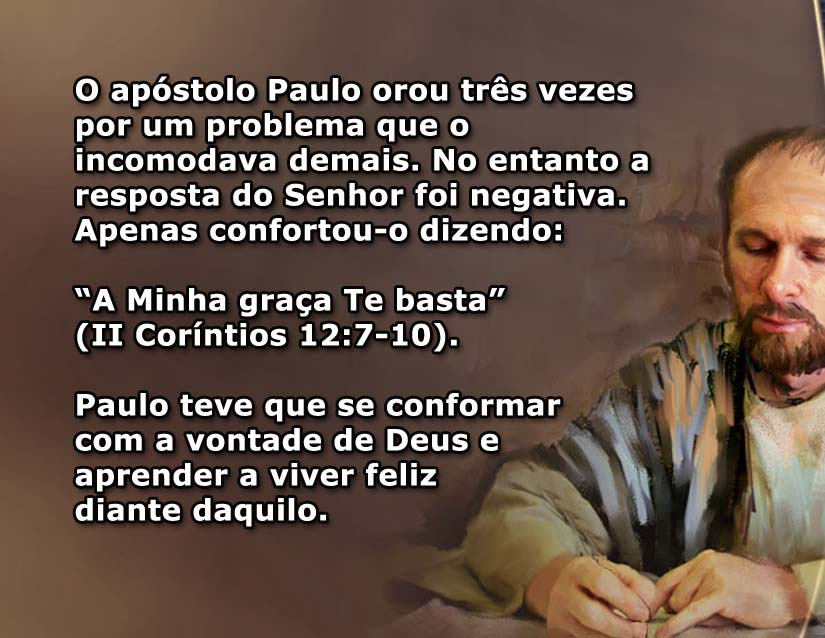 O apóstolo Paulo orou três vezes
por um problema que o
incomodava demais. No entanto a
resposta do Senhor foi negativa.
Apenas confortou-o dizendo:
“A Minha graça Te basta”
(II Coríntios 12:7-10).
Paulo teve que se conformar
com a vontade de Deus e
aprender a viver feliz
diante daquilo.